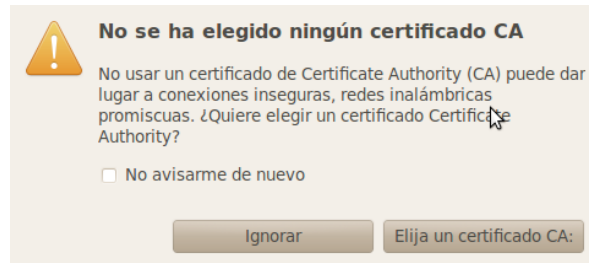 No se ha elegido ningún certificado CA
No usar un certificado de Certificate Authority (CA) puede dar
lugar a conexiones inseguras, redes inalámbricas
promiscuas. ¿Quiere elegir un certificado Certificate
Authority?
No avisarme de nuevo
Ignorar
Elija un certificado CA: